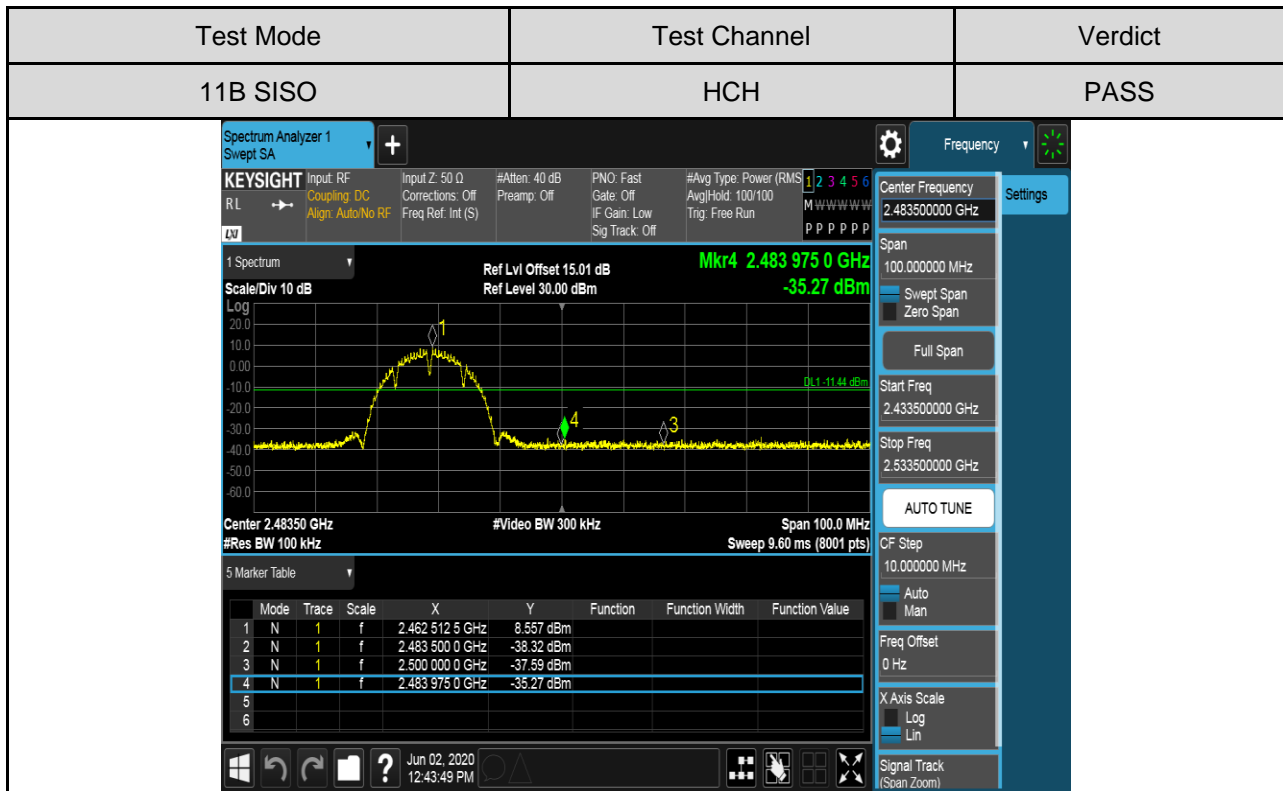 Test Mode Test Channel Verdict
11B SISO HCH PASS
Spectrum Analyzer 1
Swept SA
Frequency
KEYSIGHT Input: RF Input Z: 50 Ω #Atten: 40 dB PNO: Fast #Avg Type: Power (RMS 1 2 3 4 5 6
RL Coupling: DC Corrections: Off Preamp: Off Gate: Off Avg|Hold: 100/100 M W W W W W
Align: Auto/No RF Freq Ref: Int (S) IF Gain: Low Trig: Free Run
LXI Sig Track: Off P P P P P P
1 Spectrum
Ref Lvl Offset 15.01 dB
Mkr4 2.483 975 0 GHz
Scale/Div 10 dB Ref Level 30.00 dBm -35.27 dBm
Log
20.0
10.0
0.00
-10.0
-20.0
-30.0
-40.0
-50.0
-60.0
1
DL1 -11.44 dBm
4
3
Center 2.48350 GHz #Video BW 300 kHz Span 100.0 MHz
#Res BW 100 kHz Sweep 9.60 ms (8001 pts)
5 Marker Table
Mode Trace Scale X Y Function Function Width Function Value
1 N 1 f 2.462 512 5 GHz 8.557 dBm
2 N 1 f 2.483 500 0 GHz -38.32 dBm
3 N 1 f 2.500 000 0 GHz -37.59 dBm
4 N 1 f 2.483 975 0 GHz -35.27 dBm
5
6
?
Jun 02, 2020
12:43:49 PM
Center Frequency
2.483500000 GHz
Settings
Span
100.000000 MHz
Swept Span
Zero Span
Full Span
Start Freq
2.433500000 GHz
Stop Freq
2.533500000 GHz
AUTO TUNE
CF Step
10.000000 MHz
Auto
Man
Freq Offset
0 Hz
X Axis Scale
Log
Lin
Signal Track
(Span Zoom)